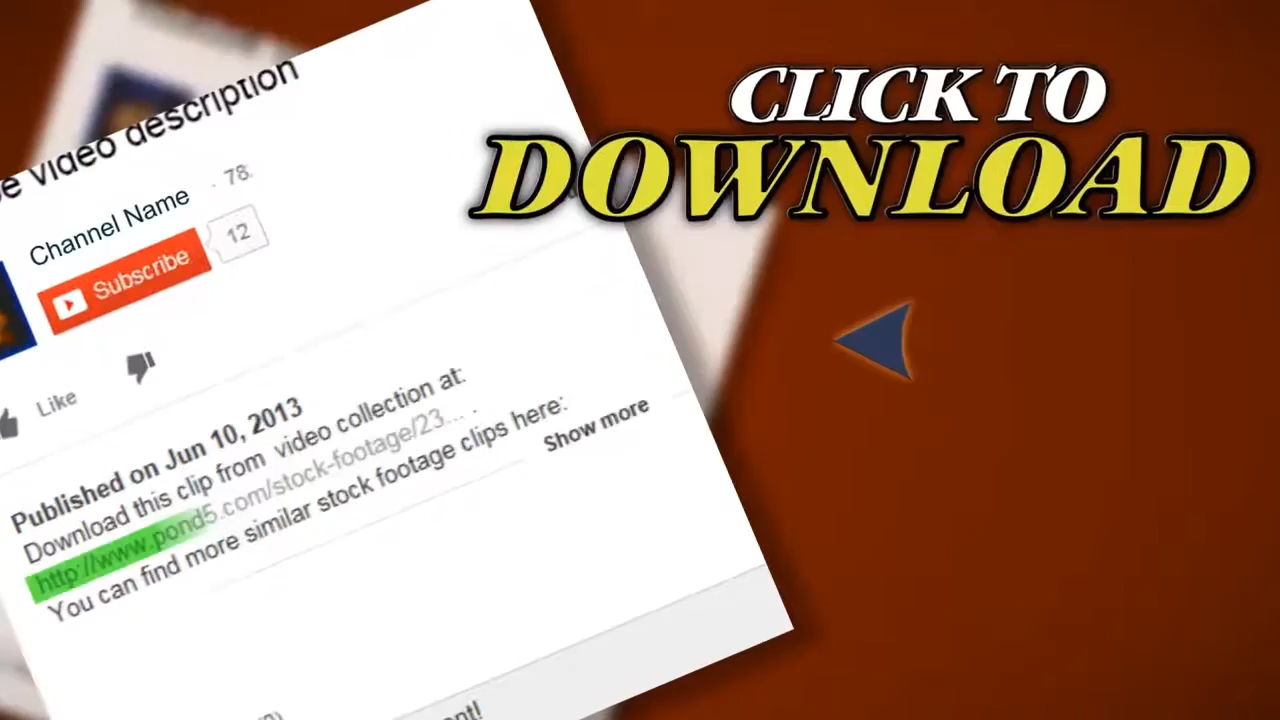 CLICK TO
DOWNLOAD
video description
Channel Name
78
Subscribe
12
Like
Published on Jun 10, 2013
Download this clip from video collection at:
http://www.pond5.com/stock-footage/23...
You can find more similar stock footage clips here:
Show more